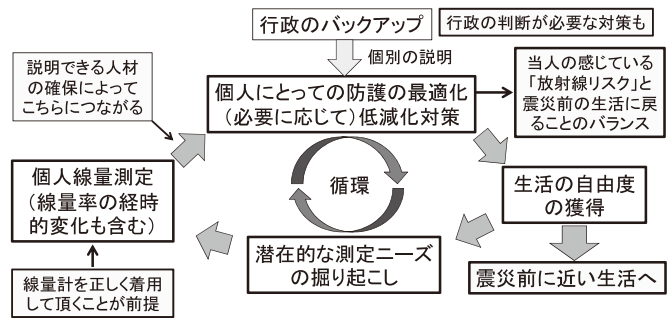 行政のバックアップ
行政の判断が必要な対策も
個別の説明
説明できる人材
の確保によって
こちらにつながる
個人にとっての防護の最適化
（必要に応じて）低減化対策
当人の感じている
「放射線リスク」と
震災前の生活に戻
ることのバランス
個人線量測定
（線量率の経時
的変化も含む）
循環
生活の自由度
の獲得
潜在的な測定ニーズ
の掘り起こし
震災前に近い生活へ
線量計を正しく着用
して頂くことが前提